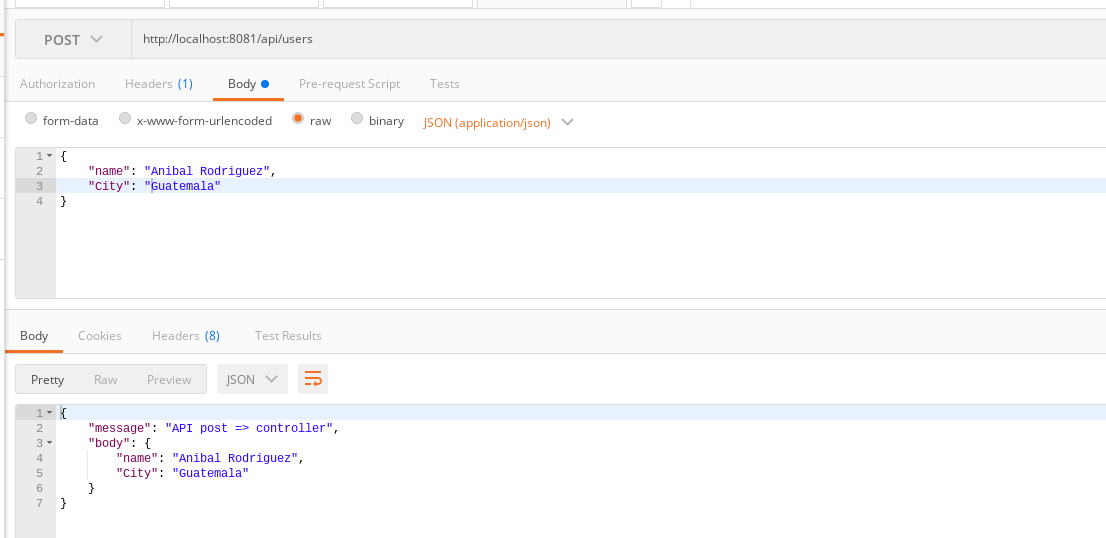 POST http://localhost:8081/api/users
Authorization Headers (1) Body Pre-request Script Tests
form-data x-www-form-urlencoded raw binary JSON (application/json)
1 {
2 "name": "Anibal Rodriguez",
3 "City": "Guatemala"
4 }
Body Cookies Headers (8) Test Results
Pretty Raw Preview JSON
1 {
2 "message": "API post => controller",
3 "body": {
4 "name": "Anibal Rodriguez",
5 "City": "Guatemala"
6 }
7 }